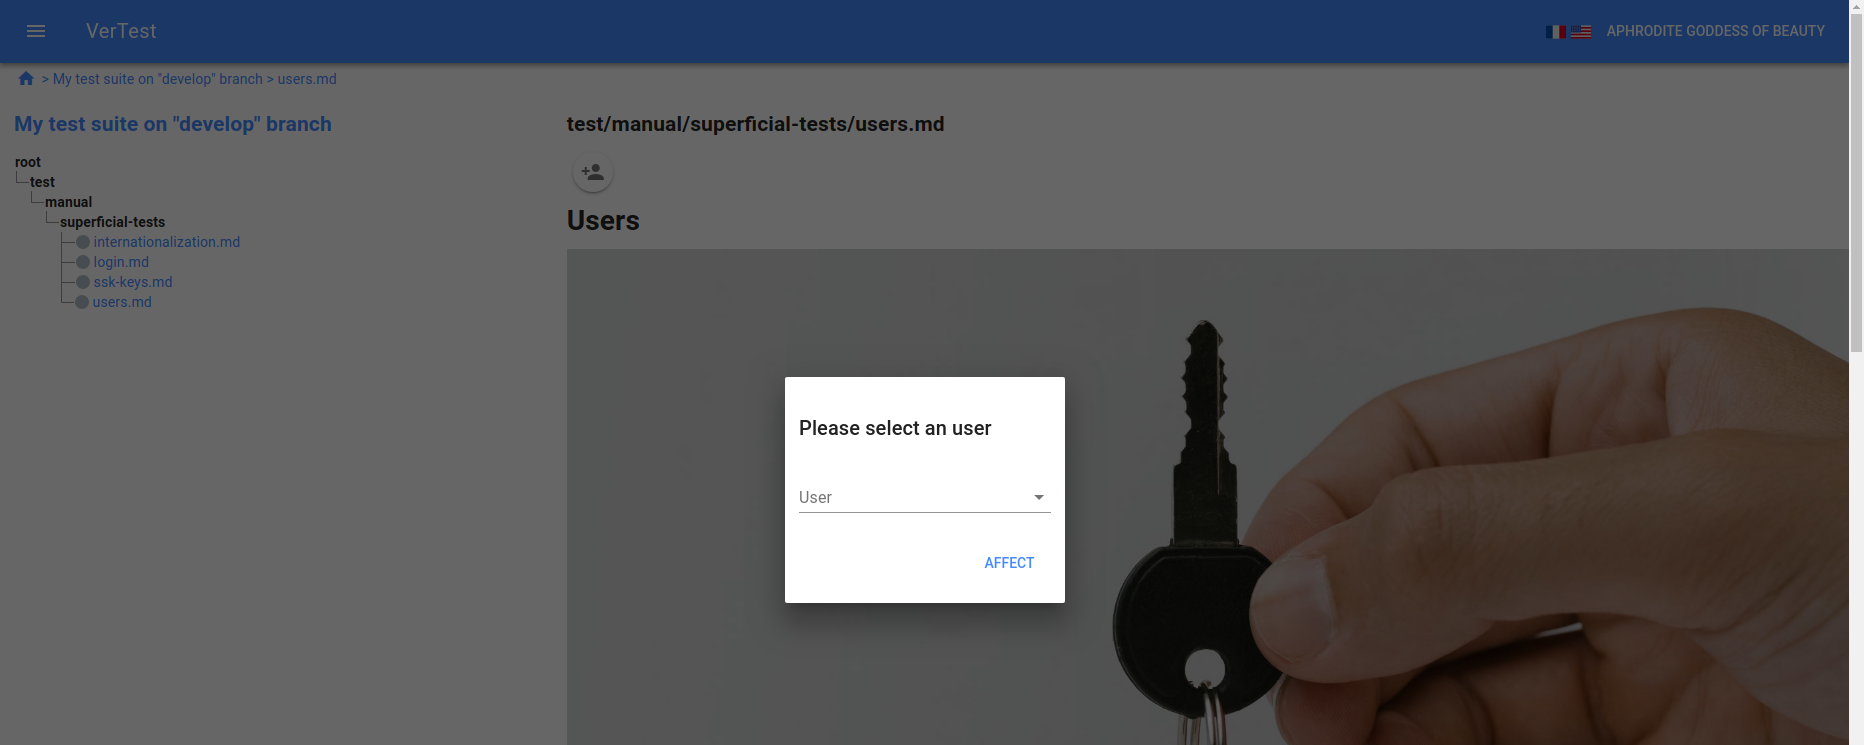 VerTest
APHRODITE GODDESS OF BEAUTY
> My test suite on "develop" branch > users.md
My test suite on "develop" branch
root
test
manual
superficial-tests
internationalization.md
login.md
ssk-keys.md
users.md
test/manual/superficial-tests/users.md
Users
Please select an user
User
AFFECT